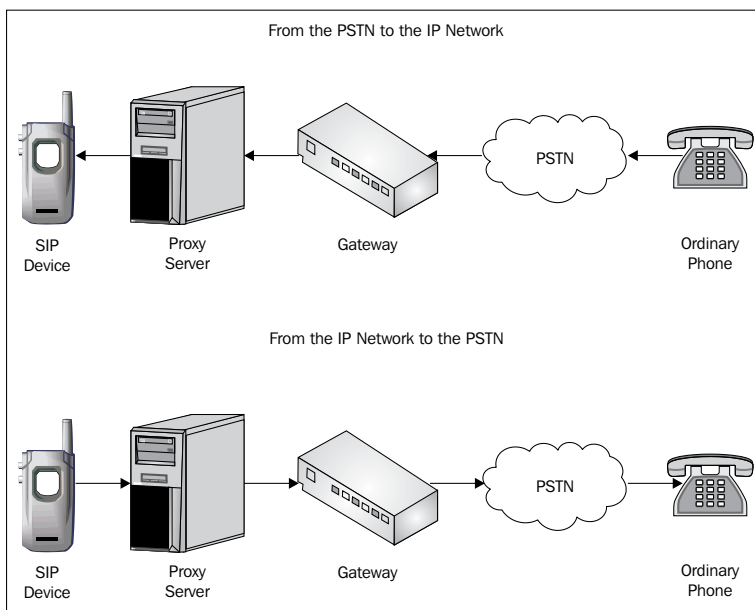 From the PSTN to the IP Network
PSTN
SIP
Device
Proxy
Server
Gateway
Ordinary
Phone
From the IP Network to the PSTN
PSTN
SIP
Device
Proxy
Server
Gateway
Ordinary
Phone